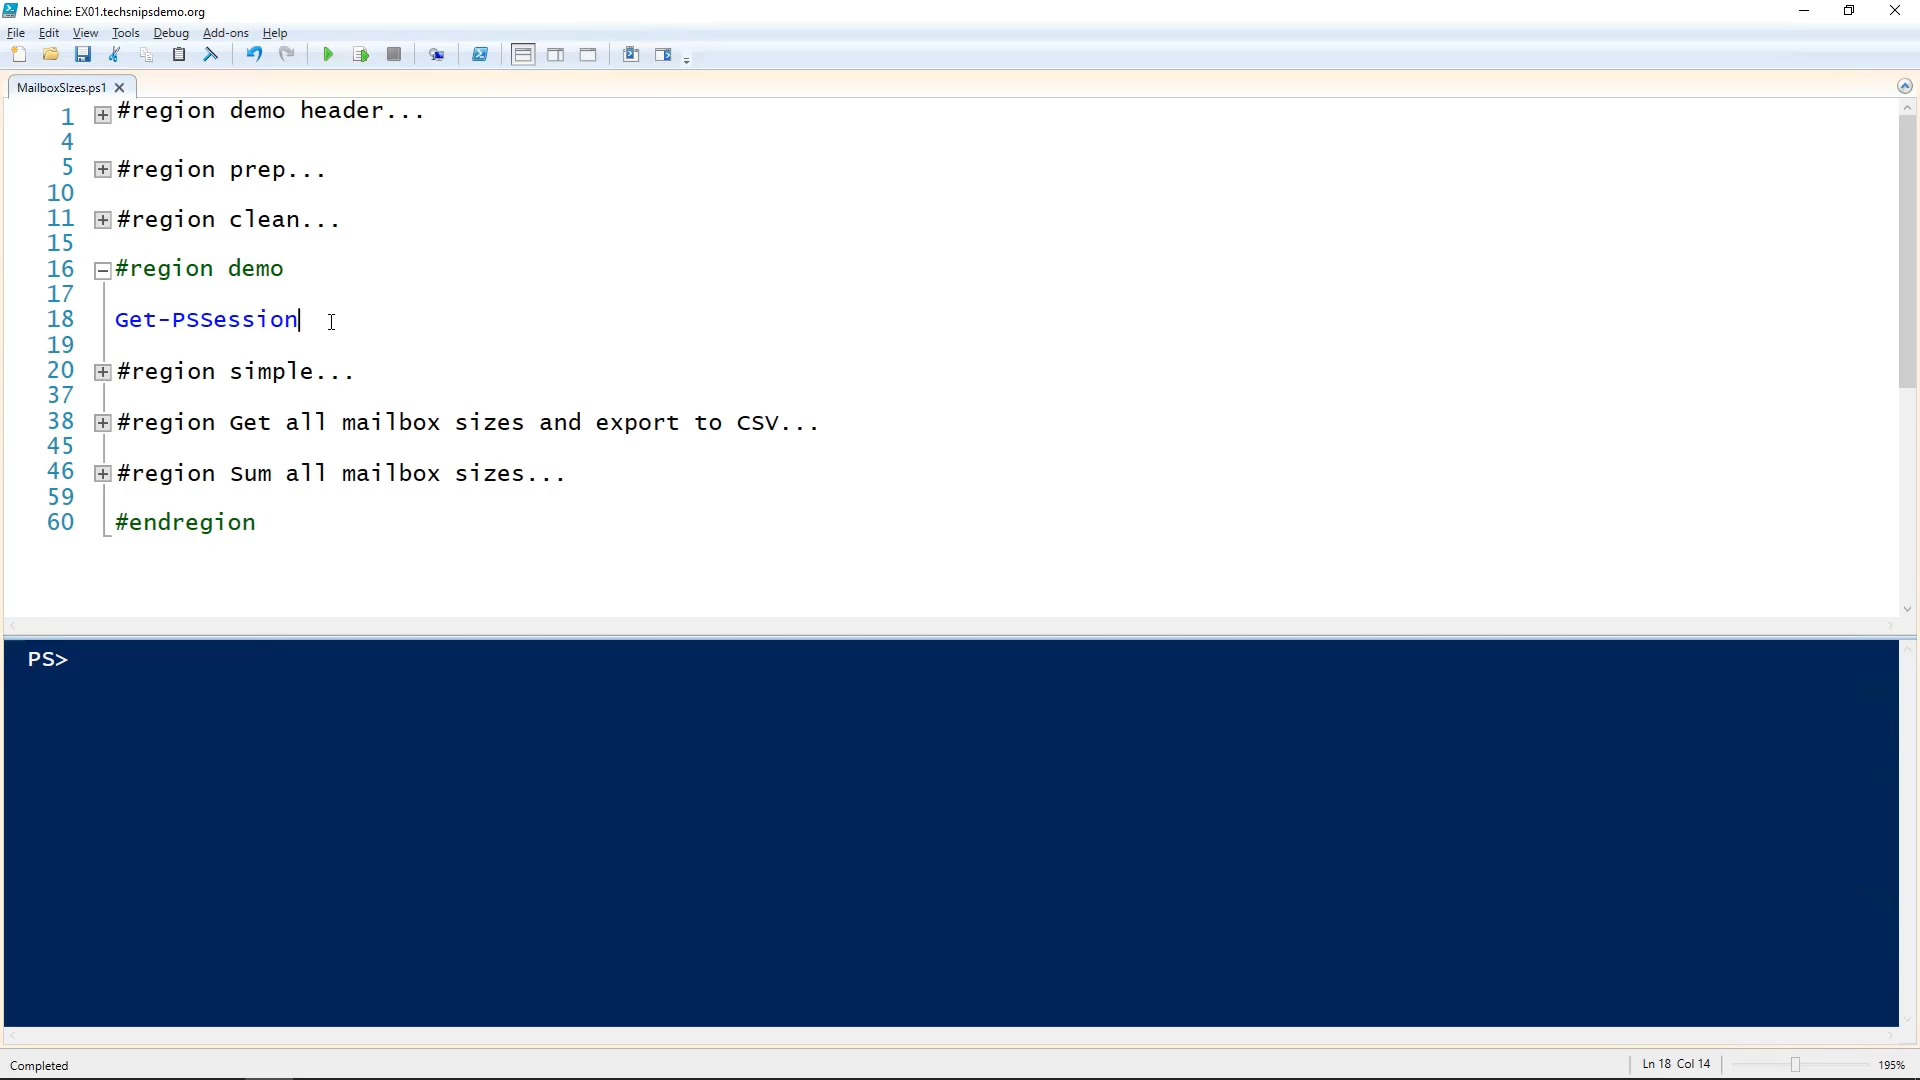 Machine: EX01.techsnipsdemo.org
File Edit View Tools Debug Add-ons Help
MailboxSIzes.ps1
1 #region demo header...
4
5 #region prep...
10
11 #region clean...
15
16 #region demo
17
18 Get-PSSession
19
20 #region simple...
37
38 #region Get all mailbox sizes and export to CSV...
45
46 #region Sum all mailbox sizes...
59
60 #endregion
PS>
Completed Ln 18 Col 14 195%